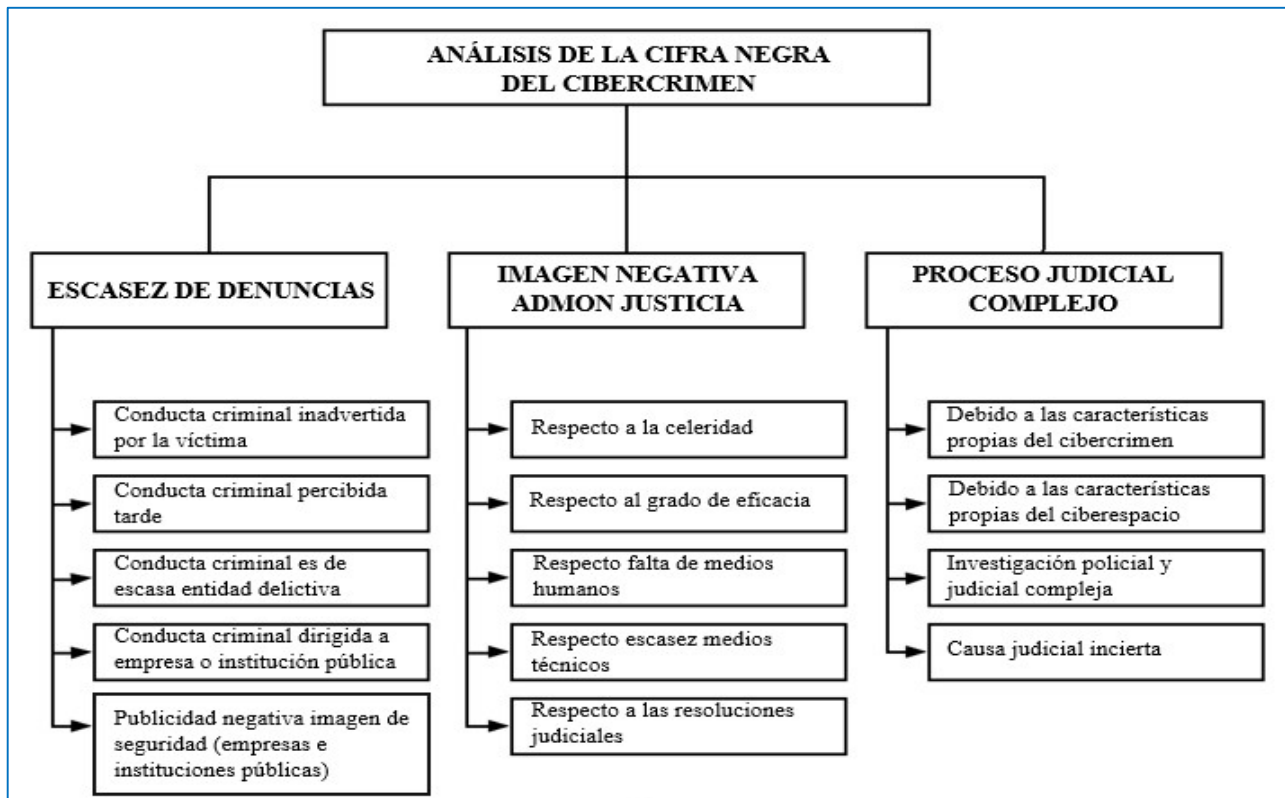 ANÁLISIS DE LA CIFRA NEGRA
DEL CIBERCRIMEN
ESCASEZ DE DENUNCIAS
Conducta criminal inadvertida
por la víctima
Conducta criminal percibida
tarde
Conducta criminal es de
escasa entidad delictiva
Conducta criminal dirigida a
empresa o institución pública
Publicidad negativa imagen de
seguridad (empresas e
instituciones públicas)
IMAGEN NEGATIVA
ADMON JUSTICIA
Respecto a la celeridad
Respecto al grado de eficacia
Respecto falta de medios
humanos
Respecto escasez medios
técnicos
Respecto a las resoluciones
judiciales
PROCESO JUDICIAL
COMPLEJO
Debido a las características
propias del cibercrimen
Debido a las características
propias del ciberespacio
Investigación policial y
judicial compleja
Causa judicial incierta